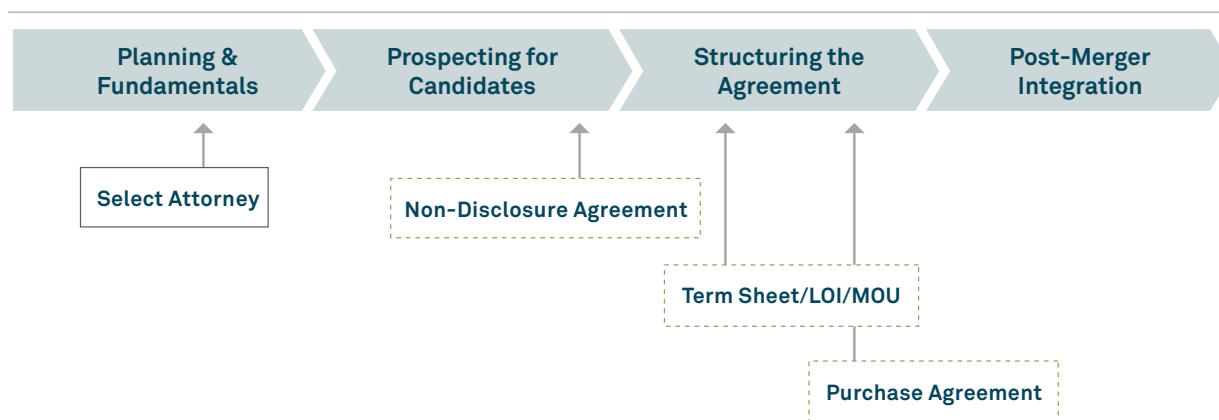 Planning &
Fundamentals
Prospecting for
Candidates
Structuring the
Agreement
Post-Merger
Integration
Select Attorney
Non-Disclosure Agreement
Term Sheet/LOI/MOU
Purchase Agreement